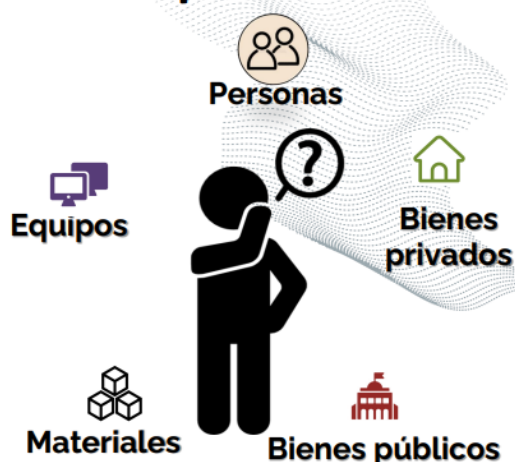 Personas
?
Equipos
Bienes
privados
Materiales
Bienes públicos